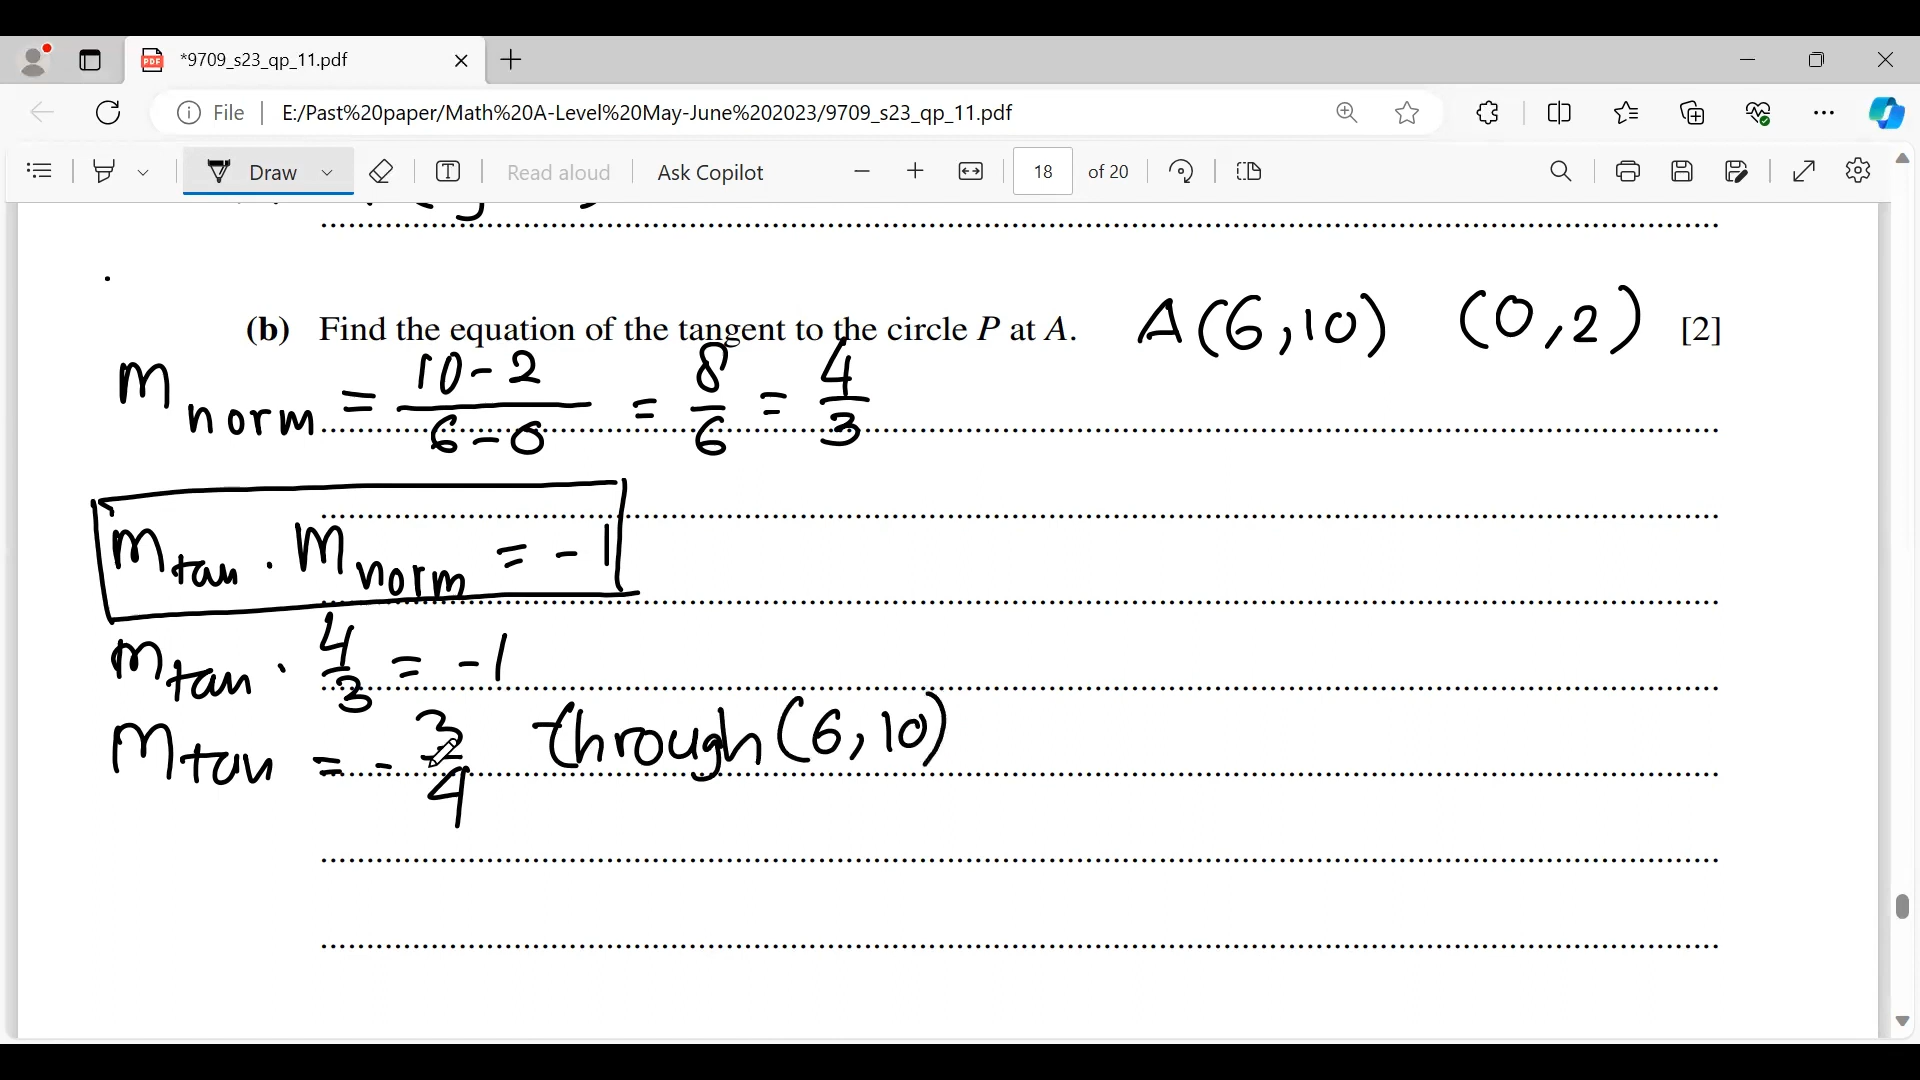 *9709_s23_qp_11.pdf
File E:/Past%20paper/Math%20A-Level%20May-June%202023/9709_s23_qp_11.pdf
Draw Read aloud Ask Copilot 18 of 20
(b) Find the equation of the tangent to the circle P at A. A(6,10) (0,2) [2]
m norm = 10-2/6-0 = 8/6 = 4/3
m tan . m norm = -1
m tan . 4/3 = -1
m tan = -3/4 through (6,10)